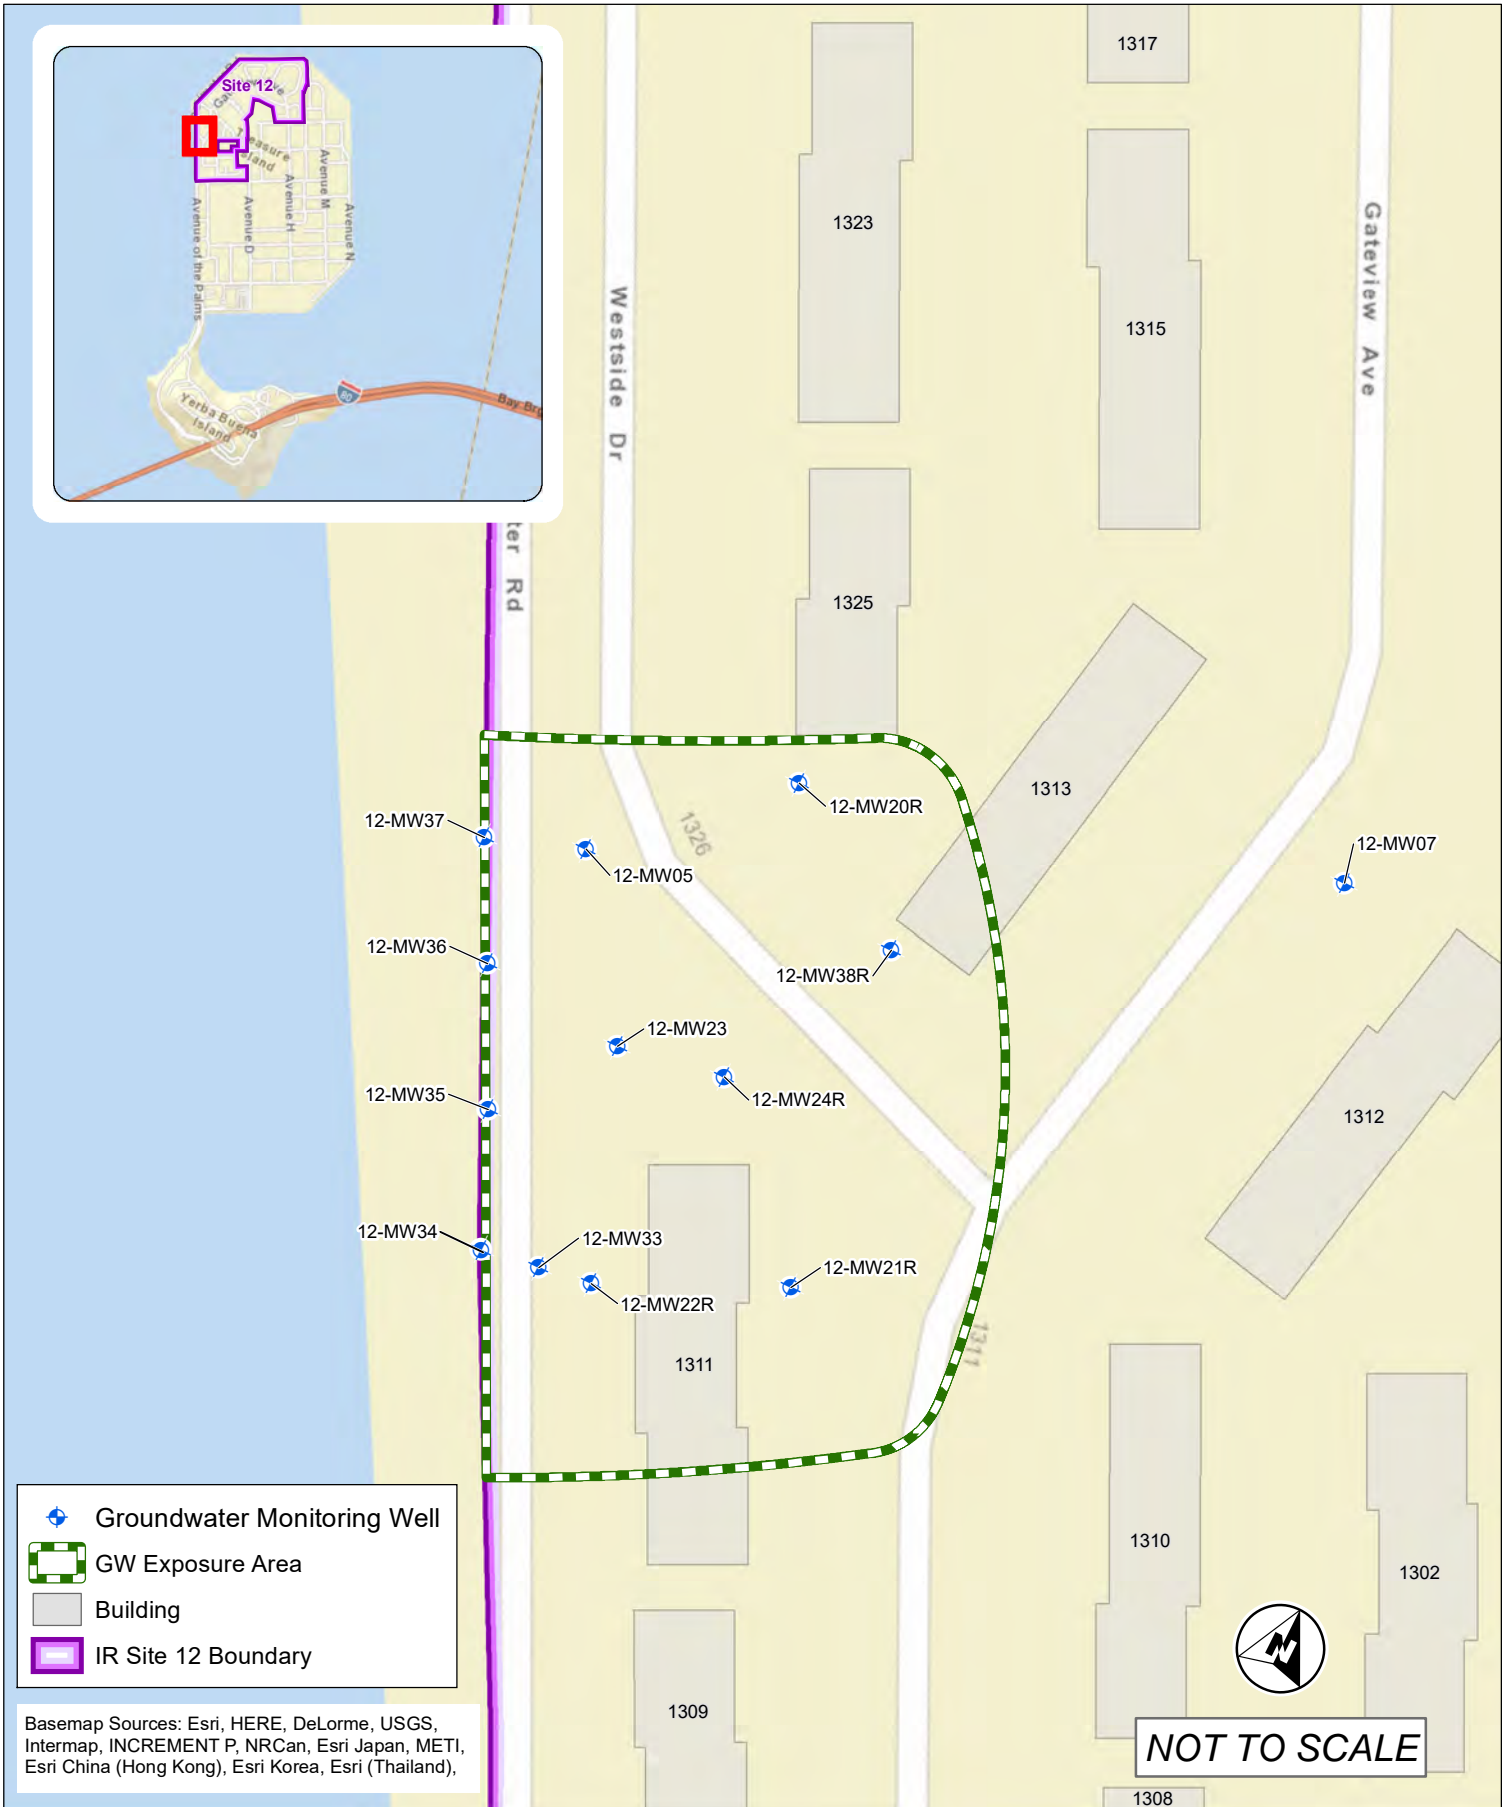 Site 12
Treasure
Island
Avenue of the Palms
Avenue D
Avenue H
Avenue M
Avenue N
80
Yerba Buena
Island
Westside Dr
Rd
Gateview Ave
1317
1323
1315
1325
1313
1326
12-MW20R
12-MW37
12-MW05
12-MW07
12-MW36
12-MW38R
12-MW23
12-MW24R
12-MW35
1312
12-MW34
12-MW33
12-MW21R
12-MW22R
1311
1311
1310
1302
1309
1308
Groundwater Monitoring Well
GW Exposure Area
Building
IR Site 12 Boundary
N
NOT TO SCALE
Basemap Sources: Esri, HERE, DeLorme, USGS,
Intermap, INCREMENT P, NRCan, Esri Japan, METI,
Esri China (Hong Kong), Esri Korea, Esri (Thailand),